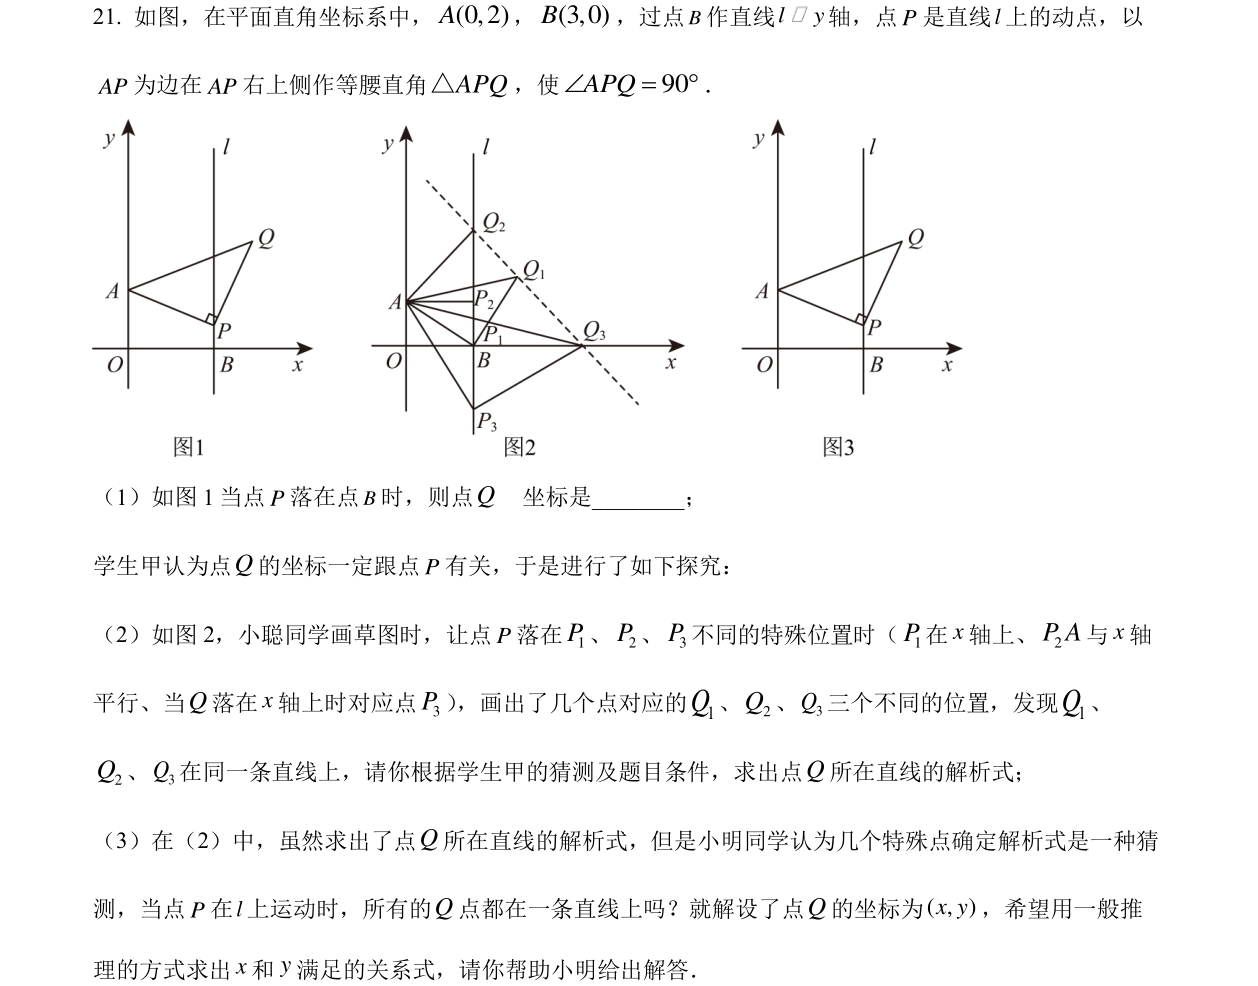 21. 如图，在平面直角坐标系中，A(0,2)，B(3,0)，过点B作直线l y轴，点P是直线l上的动点，以
AP为边在AP右上侧作等腰直角△APQ，使∠APQ=90°．
y l Q A P O B x
y l Q₂ Q₁ A P₂ P₁ Q₃ O B x P₃
y l Q A P O B x
图1 图2 图3
（1）如图1当点P落在点B时，则点Q 坐标是________；
学生甲认为点Q的坐标一定跟点P有关，于是进行了如下探究：
（2）如图2，小聪同学画草图时，让点P落在P₁、P₂、P₃不同的特殊位置时（P₁在x轴上、P₂A与x轴
平行、当Q落在x轴上时对应点P₃），画出了几个点对应的Q₁、Q₂、Q₃三个不同的位置，发现Q₁、
Q₂、Q₃在同一条直线上，请你根据学生甲的猜测及题目条件，求出点Q所在直线的解析式；
（3）在（2）中，虽然求出了点Q所在直线的解析式，但是小明同学认为几个特殊点确定解析式是一种猜
测，当点P在l上运动时，所有的Q点都在一条直线上吗？就解设了点Q的坐标为(x,y)，希望用一般推
理的方式求出x和y满足的关系式，请你帮助小明给出解答．